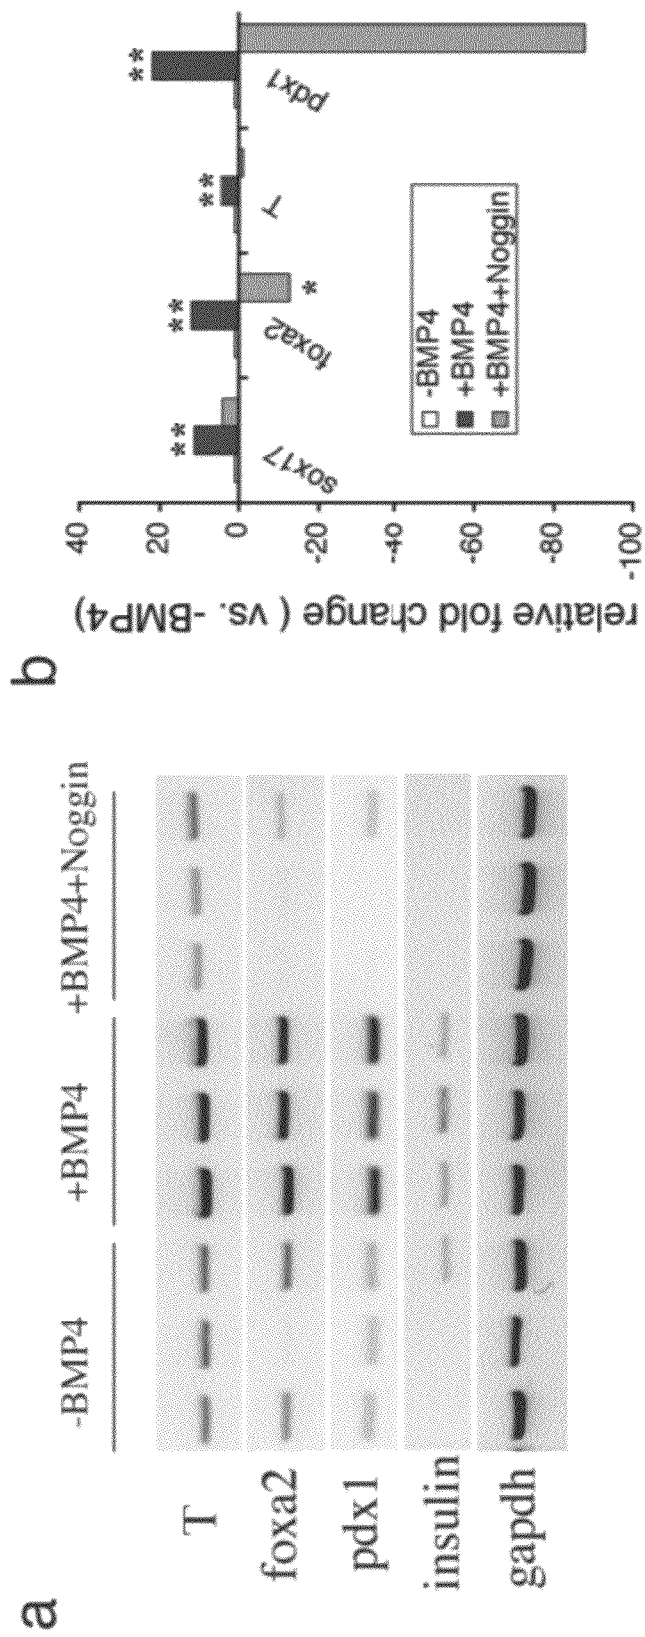 a
-BMP4 +BMP4 +BMP4+Noggin
T
foxa2
pdx1
insulin
gapdh
b
relative fold change ( vs. -BMP4)
40
20
0
-20
-40
-60
-80
-100
** ** * ** **
sox17 foxa2 T pdx1
-BMP4
+BMP4
+BMP4+Noggin